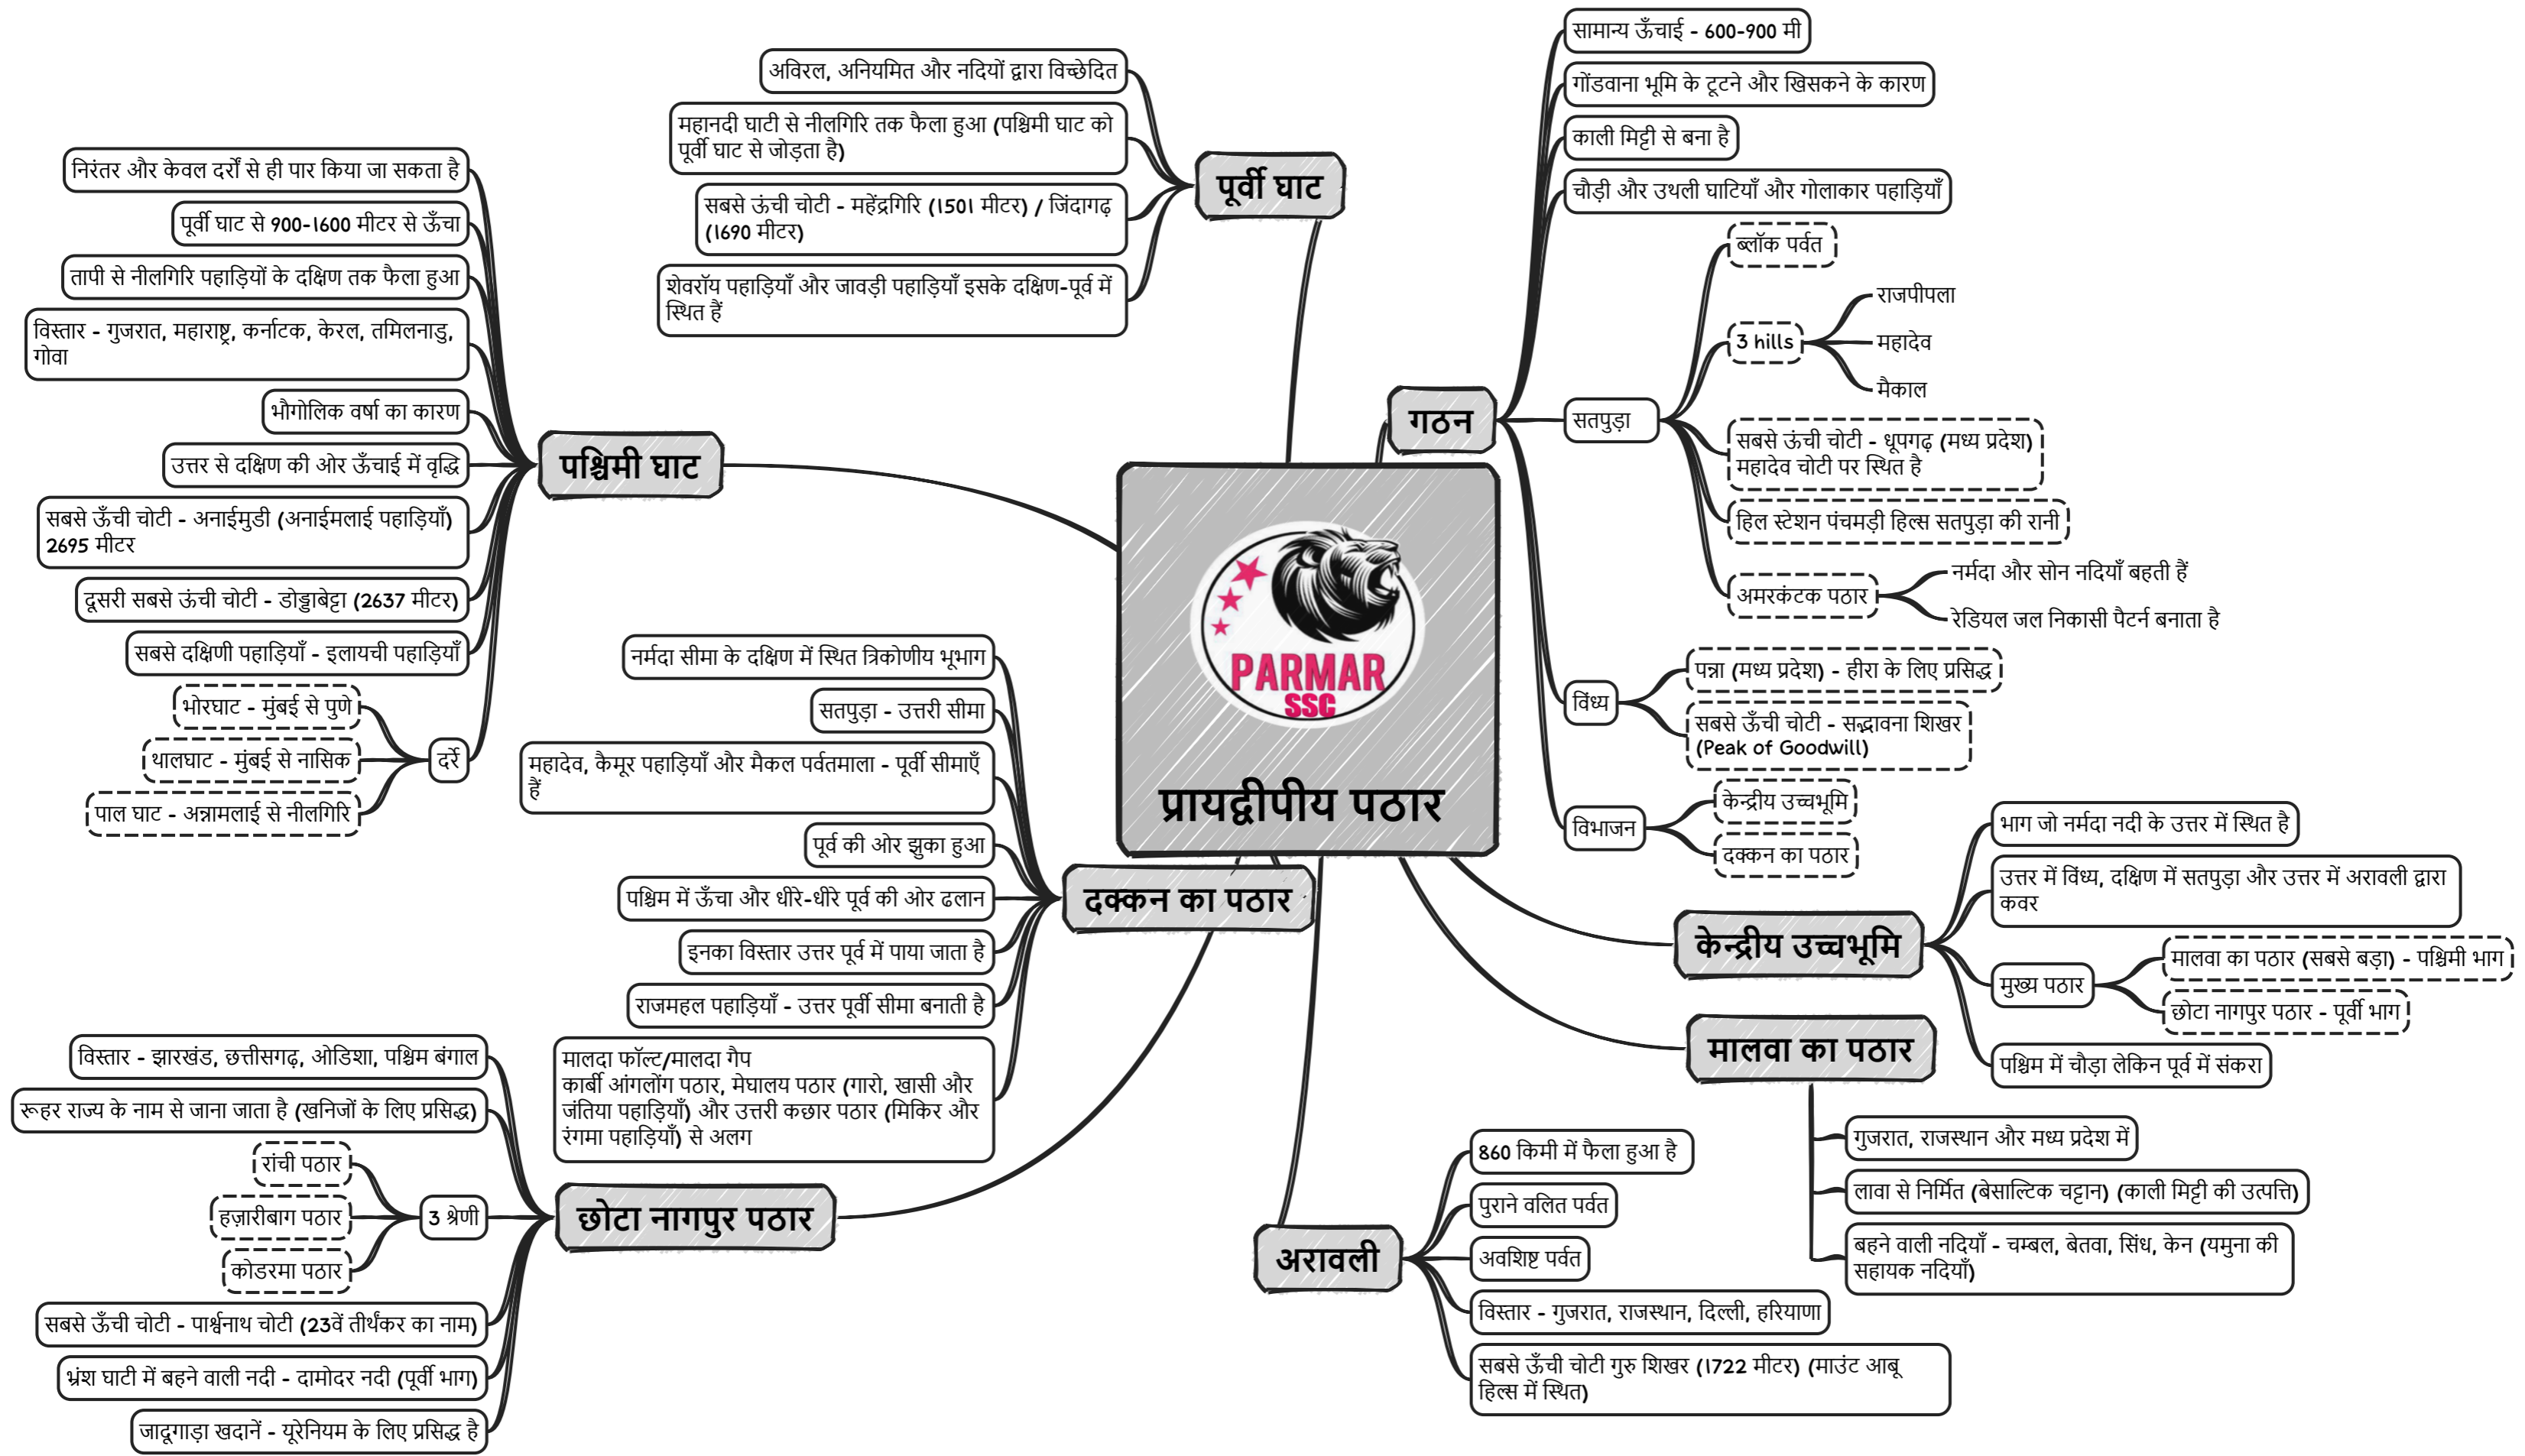 प्रायद्वीपीय पठार
PARMAR
SSC
गठन
सामान्य ऊँचाई - 600-900 मी
गोंडवाना भूमि के टूटने और खिसकने के कारण
काली मिट्टी से बना है
चौड़ी और उथली घाटियाँ और गोलाकार पहाड़ियाँ
सतपुड़ा
ब्लॉक पर्वत
3 hills
राजपीपला
महादेव
मैकाल
सबसे ऊंची चोटी - धूपगढ़ (मध्य प्रदेश)
महादेव चोटी पर स्थित है
हिल स्टेशन पंचमड़ी हिल्स सतपुड़ा की रानी
अमरकंटक पठार
नर्मदा और सोन नदियाँ बहती हैं
रेडियल जल निकासी पैटर्न बनाता है
विंध्य
पन्ना (मध्य प्रदेश) - हीरा के लिए प्रसिद्ध
सबसे ऊँची चोटी - सद्भावना शिखर
(Peak of Goodwill)
विभाजन
केन्द्रीय उच्चभूमि
दक्कन का पठार
केन्द्रीय उच्चभूमि
भाग जो नर्मदा नदी के उत्तर में स्थित है
उत्तर में विंध्य, दक्षिण में सतपुड़ा और उत्तर में अरावली द्वारा
कवर
मुख्य पठार
मालवा का पठार (सबसे बड़ा) - पश्चिमी भाग
छोटा नागपुर पठार - पूर्वी भाग
पश्चिम में चौड़ा लेकिन पूर्व में संकरा
मालवा का पठार
गुजरात, राजस्थान और मध्य प्रदेश में
लावा से निर्मित (बेसाल्टिक चट्टान) (काली मिट्टी की उत्पत्ति)
बहने वाली नदियाँ - चम्बल, बेतवा, सिंध, केन (यमुना की
सहायक नदियाँ)
अरावली
860 किमी में फैला हुआ है
पुराने वलित पर्वत
अवशिष्ट पर्वत
विस्तार - गुजरात, राजस्थान, दिल्ली, हरियाणा
सबसे ऊँची चोटी गुरु शिखर (1722 मीटर) (माउंट आबू
हिल्स में स्थित)
पूर्वी घाट
अविरल, अनियमित और नदियों द्वारा विच्छेदित
महानदी घाटी से नीलगिरि तक फैला हुआ (पश्चिमी घाट को
पूर्वी घाट से जोड़ता है)
सबसे ऊंची चोटी - महेंद्रगिरि (1501 मीटर) / जिंदागढ़
(1690 मीटर)
शेवरॉय पहाड़ियाँ और जावड़ी पहाड़ियाँ इसके दक्षिण-पूर्व में
स्थित हैं
पश्चिमी घाट
निरंतर और केवल दर्रों से ही पार किया जा सकता है
पूर्वी घाट से 900-1600 मीटर से ऊँचा
तापी से नीलगिरि पहाड़ियों के दक्षिण तक फैला हुआ
विस्तार - गुजरात, महाराष्ट्र, कर्नाटक, केरल, तमिलनाडु,
गोवा
भौगोलिक वर्षा का कारण
उत्तर से दक्षिण की ओर ऊँचाई में वृद्धि
सबसे ऊँची चोटी - अनाईमुडी (अनाईमलाई पहाड़ियाँ)
2695 मीटर
दूसरी सबसे ऊंची चोटी - डोड्डाबेट्टा (2637 मीटर)
सबसे दक्षिणी पहाड़ियाँ - इलायची पहाड़ियाँ
दर्रे
भोरघाट - मुंबई से पुणे
थालघाट - मुंबई से नासिक
पाल घाट - अन्नामलाई से नीलगिरि
दक्कन का पठार
नर्मदा सीमा के दक्षिण में स्थित त्रिकोणीय भूभाग
सतपुड़ा - उत्तरी सीमा
महादेव, कैमूर पहाड़ियाँ और मैकल पर्वतमाला - पूर्वी सीमाएँ
हैं
पूर्व की ओर झुका हुआ
पश्चिम में ऊँचा और धीरे-धीरे पूर्व की ओर ढलान
इनका विस्तार उत्तर पूर्व में पाया जाता है
राजमहल पहाड़ियाँ - उत्तर पूर्वी सीमा बनाती है
मालदा फॉल्ट/मालदा गैप
कार्बी आंगलोंग पठार, मेघालय पठार (गारो, खासी और
जंतिया पहाड़ियाँ) और उत्तरी कछार पठार (मिकिर और
रंगमा पहाड़ियाँ) से अलग
छोटा नागपुर पठार
विस्तार - झारखंड, छत्तीसगढ़, ओडिशा, पश्चिम बंगाल
रूहर राज्य के नाम से जाना जाता है (खनिजों के लिए प्रसिद्ध)
3 श्रेणी
रांची पठार
हज़ारीबाग पठार
कोडरमा पठार
सबसे ऊँची चोटी - पार्श्वनाथ चोटी (23वें तीर्थंकर का नाम)
भ्रंश घाटी में बहने वाली नदी - दामोदर नदी (पूर्वी भाग)
जादूगाड़ा खदानें - यूरेनियम के लिए प्रसिद्ध है